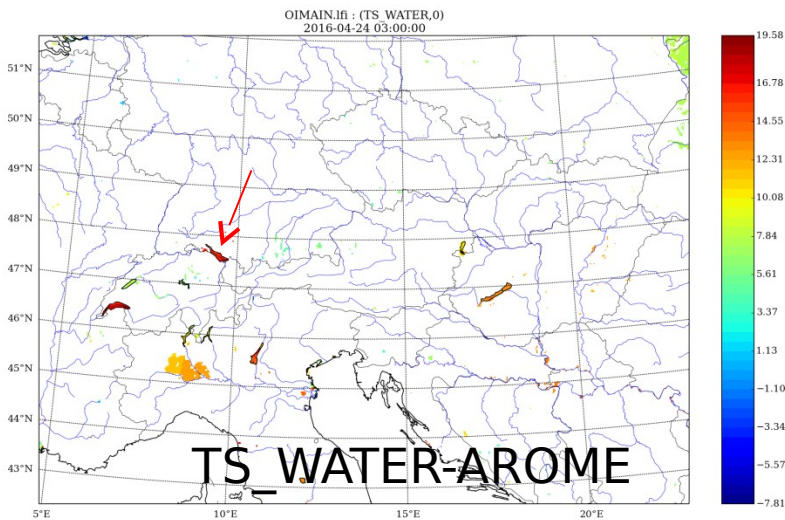 OIMAIN.lfi : (TS_WATER,0)
2016-04-24 03:00:00
51°N
50°N
49°N
48°N
47°N
46°N
45°N
44°N
43°N
5°E
10°E
15°E
20°E
19.58
16.78
14.55
12.31
10.08
7.84
5.61
3.37
1.13
−1.10
−3.34
−5.57
−7.81
TS_WATER-AROME